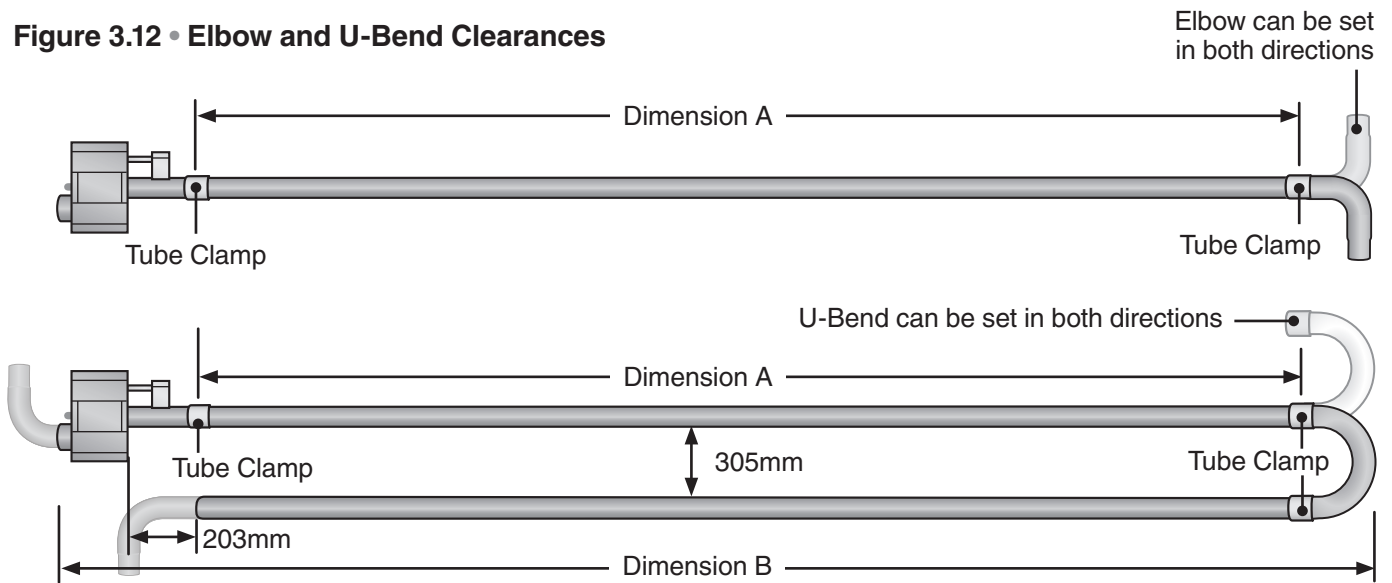 Figure 3.12 • Elbow and U-Bend Clearances
Elbow can be set
in both directions
Dimension A
Tube Clamp
Tube Clamp
U-Bend can be set in both directions
Dimension A
Tube Clamp
305mm
Tube Clamp
203mm
Dimension B